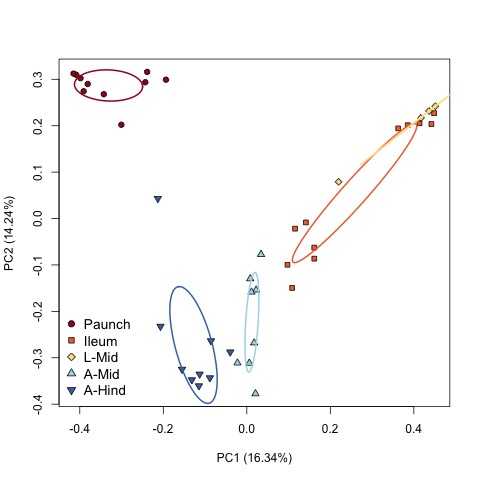 0.3
0.2
0.1
0.0
-0.1
-0.2
-0.3
-0.4
PC2 (14.24%)
Paunch
Ileum
L-Mid
A-Mid
A-Hind
-0.4 -0.2 0.0 0.2 0.4
PC1 (16.34%)